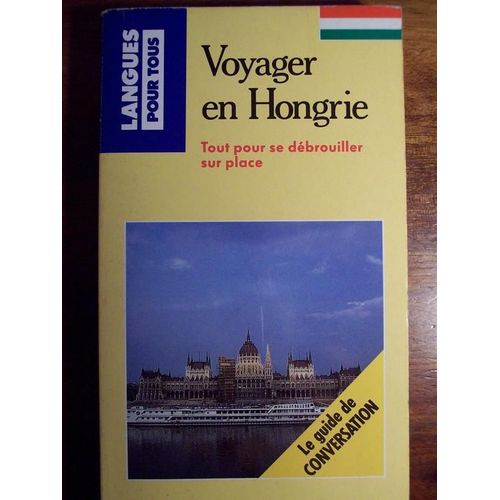 LANGUES
POUR TOUS
Voyager
en Hongrie
Tout pour se débrouiller
sur place
Le guide de
CONVERSATION